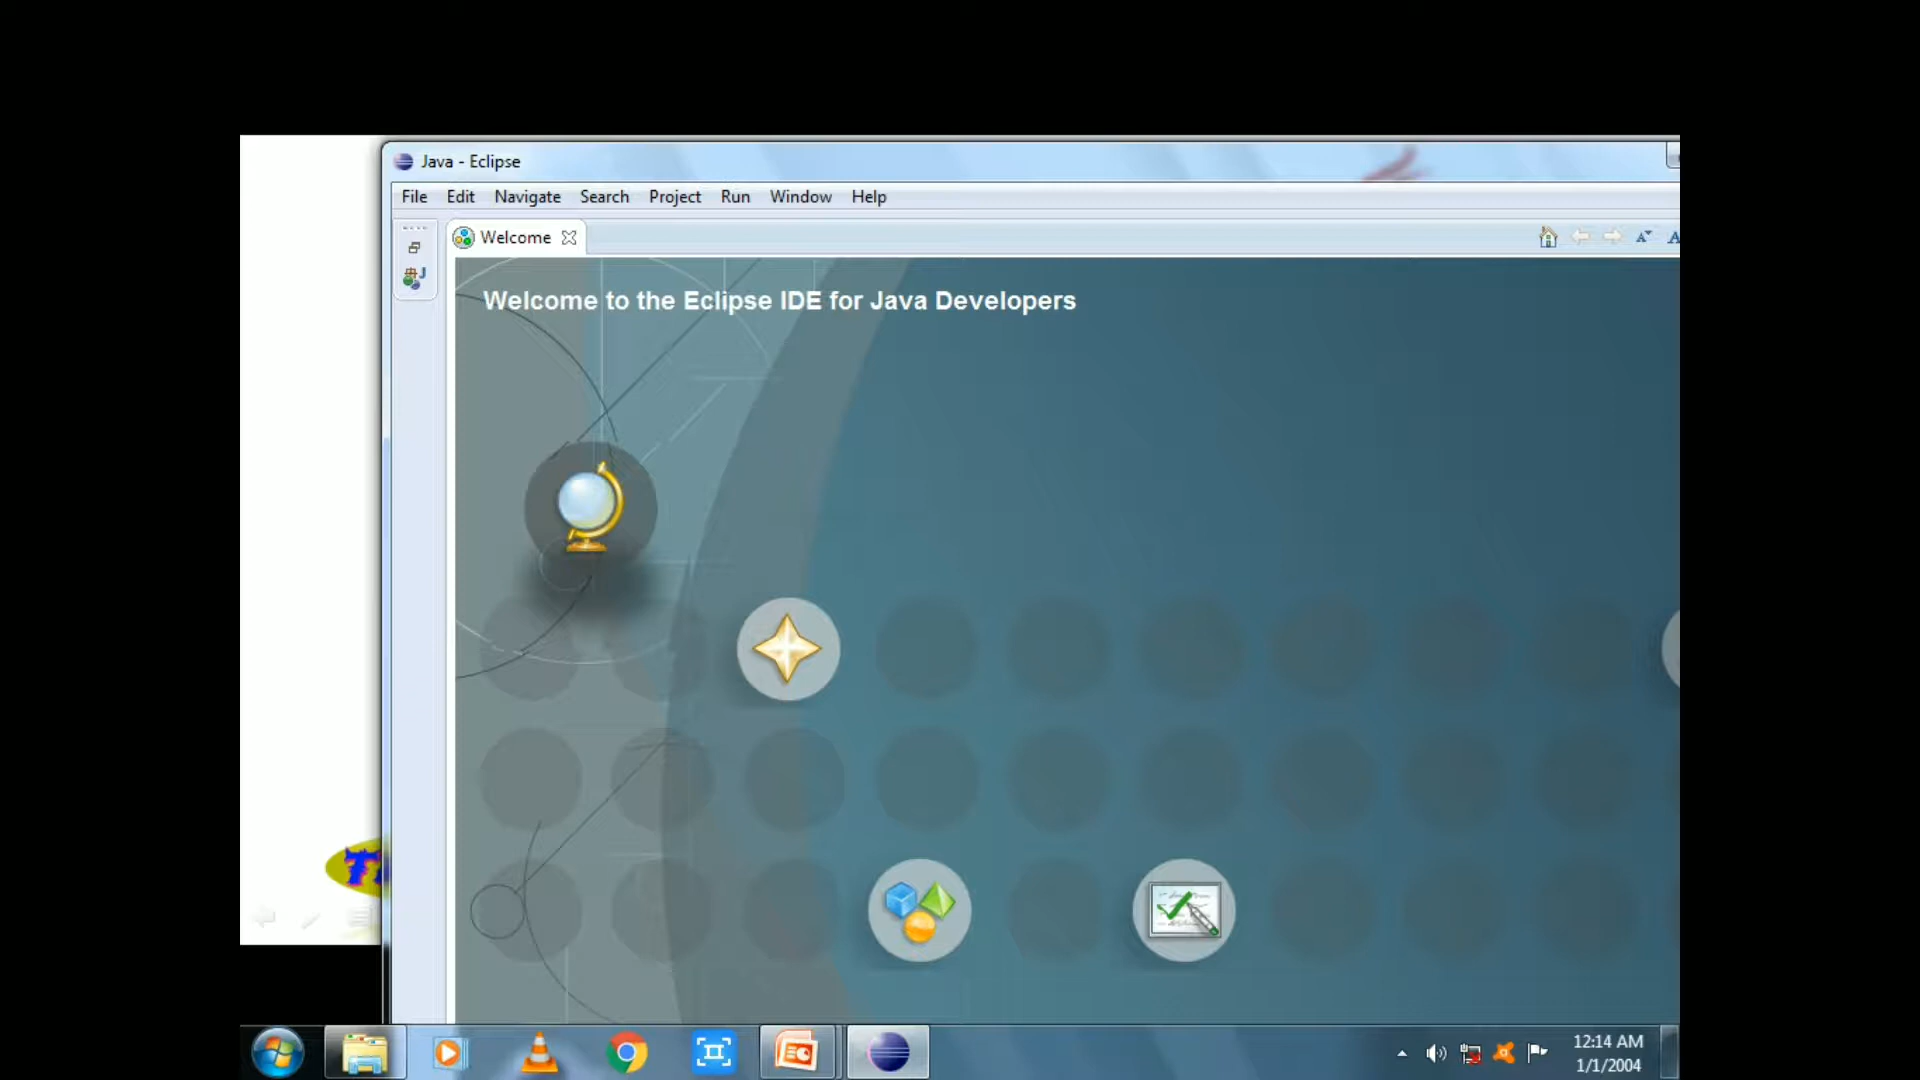 Java - Eclipse
File Edit Navigate Search Project Run Window Help
Welcome
Welcome to the Eclipse IDE for Java Developers
12:14 AM
1/1/2004